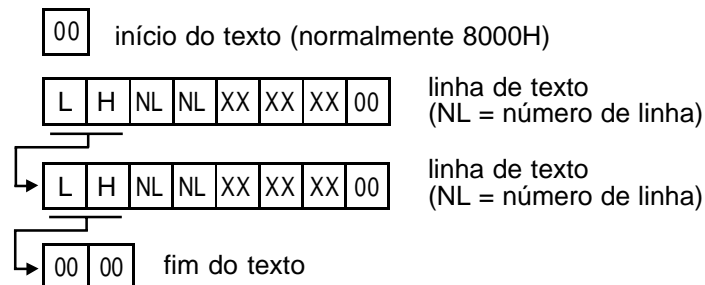 00 início do texto (normalmente 8000H)
L H NL NL XX XX XX 00 linha de texto
(NL = número de linha)
L H NL NL XX XX XX 00 linha de texto
(NL = número de linha)
00 00 fim do texto